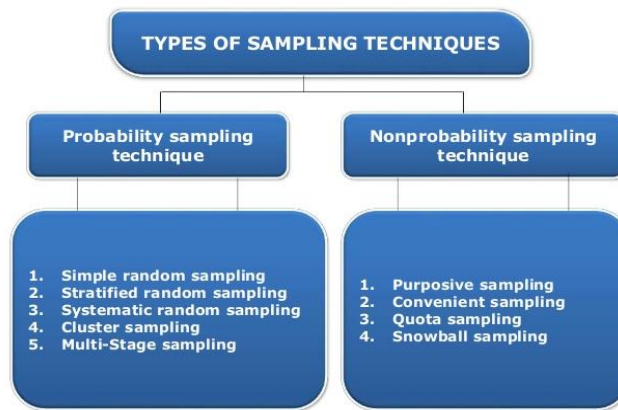 TYPES OF SAMPLING TECHNIQUES
Probability sampling
technique
Nonprobability sampling
technique
1. Simple random sampling
2. Stratified random sampling
3. Systematic random sampling
4. Cluster sampling
5. Multi-Stage sampling
1. Purposive sampling
2. Convenient sampling
3. Quota sampling
4. Snowball sampling